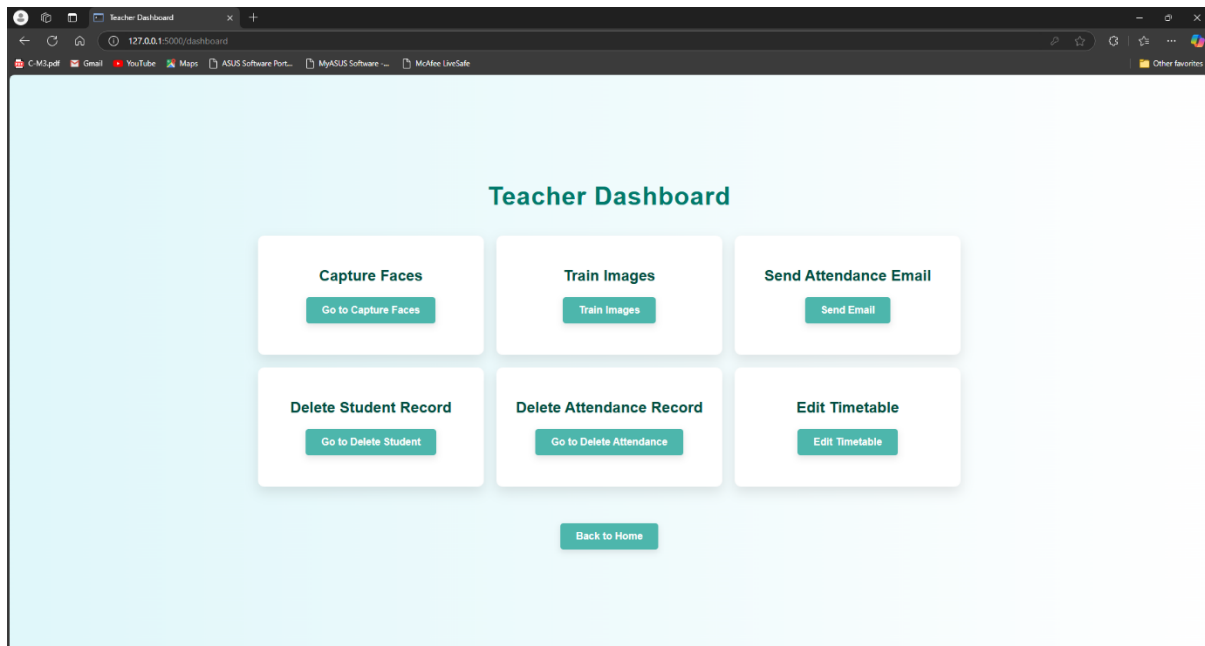 Teacher Dashboard
127.0.0.1:5000/dashboard
C-M3.pdf Gmail YouTube Maps ASUS Software Port... MyASUS Software -... McAfee LiveSafe Other favorites
Teacher Dashboard
Capture Faces Train Images Send Attendance Email
Go to Capture Faces Train Images Send Email
Delete Student Record Delete Attendance Record Edit Timetable
Go to Delete Student Go to Delete Attendance Edit Timetable
Back to Home